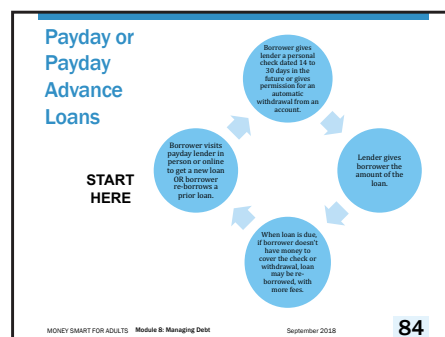 Payday or
Payday
Advance
Loans
START
HERE
Borrower visits
payday lender in
person or online
to get a new loan
OR borrower
re-borrows a
prior loan.
Borrower gives
lender a personal
check dated 14 to
30 days in the
future or gives
permission for an
automatic
withdrawal from an
account.
Lender gives
borrower the
amount of the
loan.
When loan is due,
if borrower doesn't
have money to
cover the check or
withdrawal, loan
may be re-
borrowed, with
more fees.
MONEY SMART FOR ADULTS Module 8: Managing Debt September 2018 84